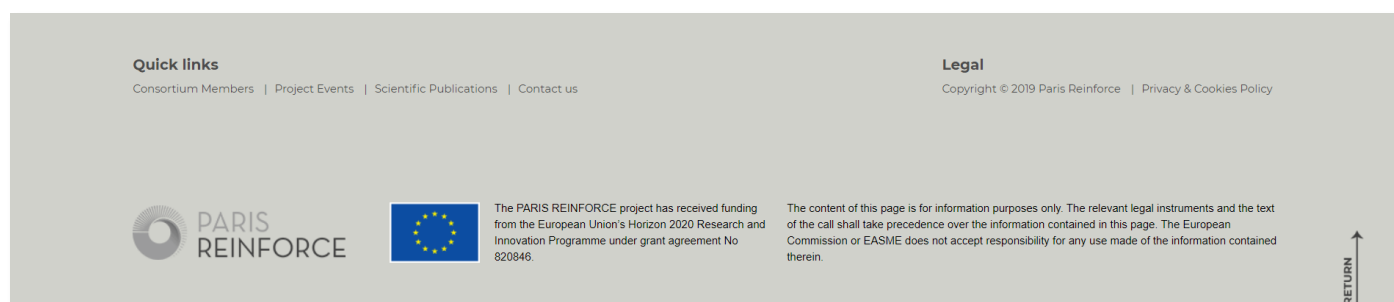 Quick links
Consortium Members | Project Events | Scientific Publications | Contact us
Legal
Copyright © 2019 Paris Reinforce | Privacy & Cookies Policy
PARIS
REINFORCE
The PARIS REINFORCE project has received funding
from the European Union's Horizon 2020 Research and
Innovation Programme under grant agreement No
820846.
The content of this page is for information purposes only. The relevant legal instruments and the text
of the call shall take precedence over the information contained in this page. The European
Commission or EASME does not accept responsibility for any use made of the information contained
therein.
RETURN